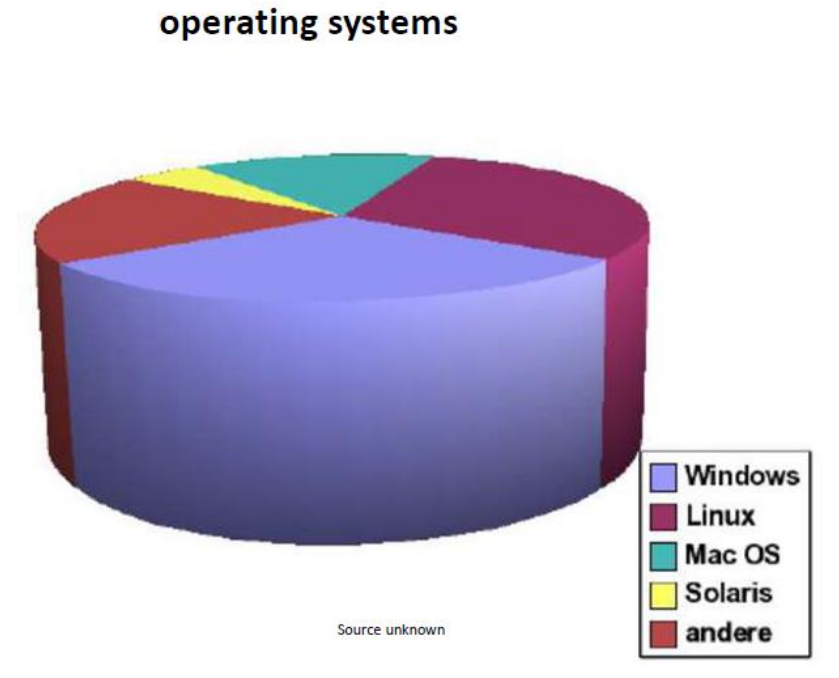 operating systems
Windows
Linux
Mac OS
Solaris
andere
Source unknown